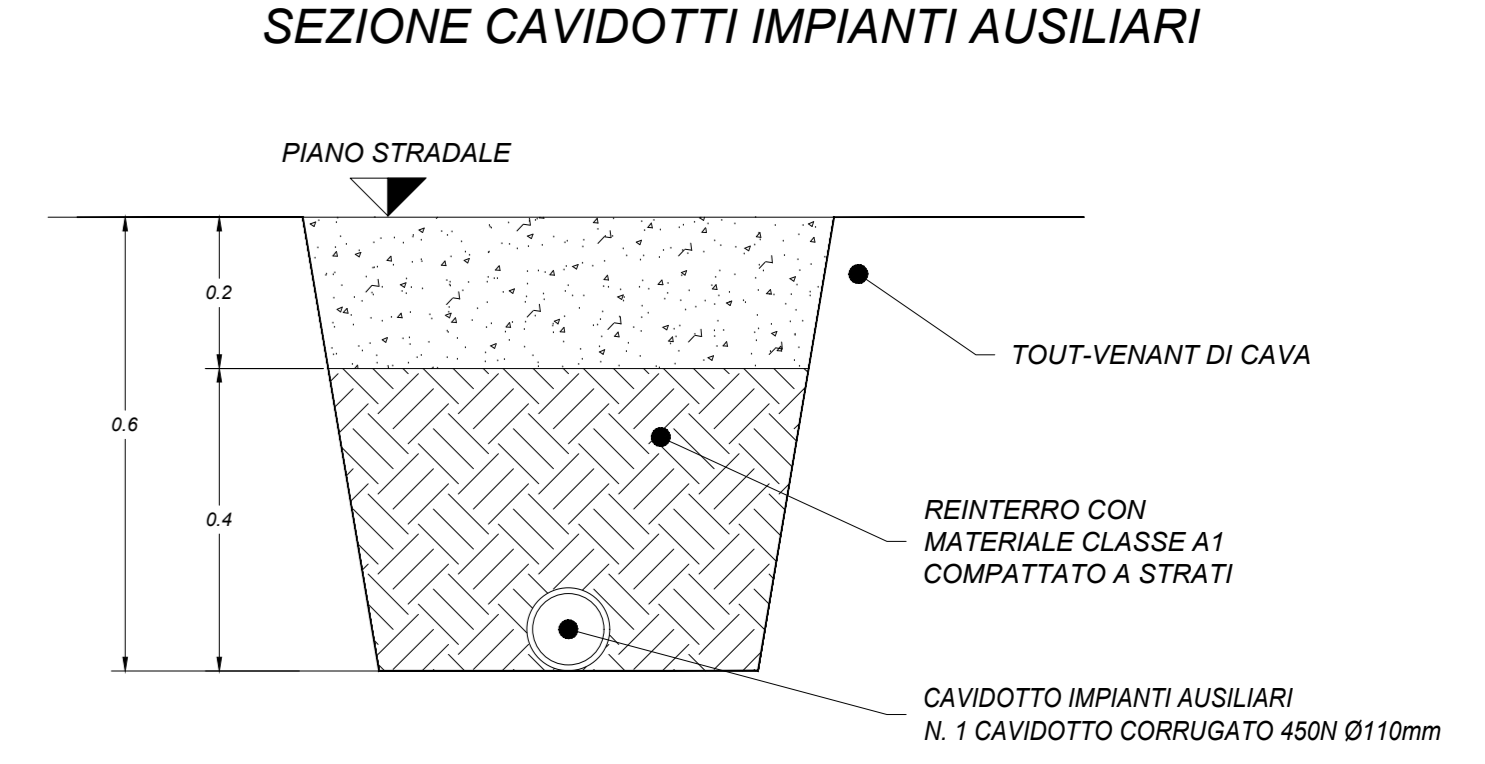 SEZIONE CAVIDOTTI IMPIANTI AUSILIARI
PIANO STRADALE
0.2
TOUT-VENANT DI CAVA
0.6
0.4
REINTERRO CON
MATERIALE CLASSE A1
COMPATTATO A STRATI
CAVIDOTTO IMPIANTI AUSILIARI
N. 1 CAVIDOTTO CORRUGATO 450N Ø110mm